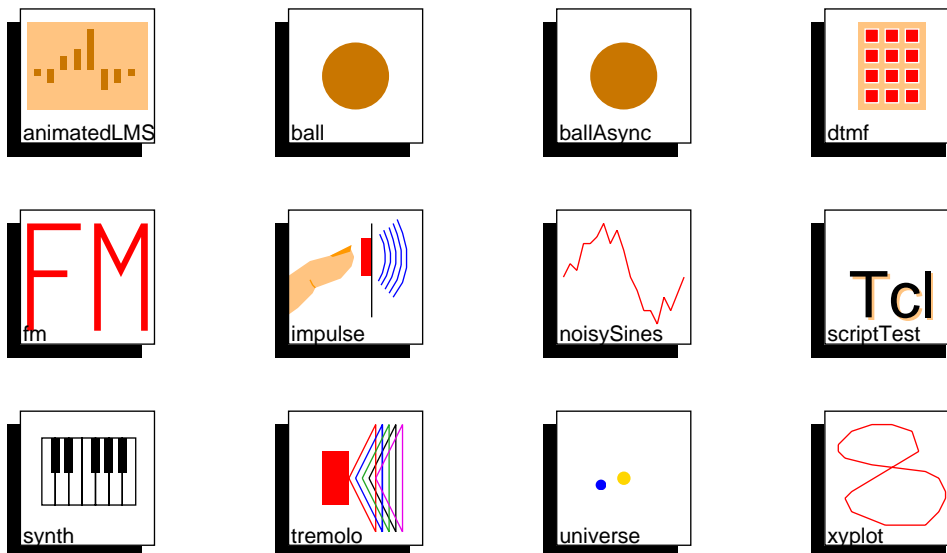 animatedLMS
ball
ballAsync
dtmf
FM
fm
impulse
noisySines
Tcl
scriptTest
synth
tremolo
universe
xyplot